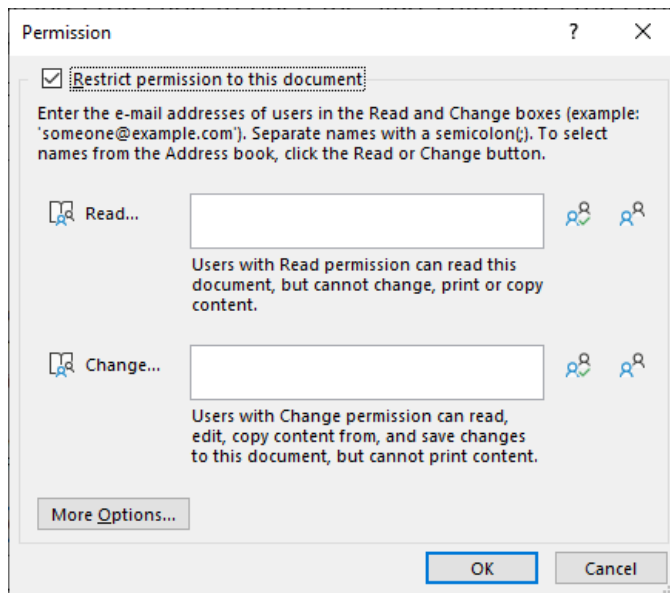 Permission
?
Restrict permission to this document
Enter the e-mail addresses of users in the Read and Change boxes (example:
'someone@example.com'). Separate names with a semicolon(;). To select
names from the Address book, click the Read or Change button.
Read...
Users with Read permission can read this
document, but cannot change, print or copy
content.
Change...
Users with Change permission can read,
edit, copy content from, and save changes
to this document, but cannot print content.
More Options...
OK Cancel